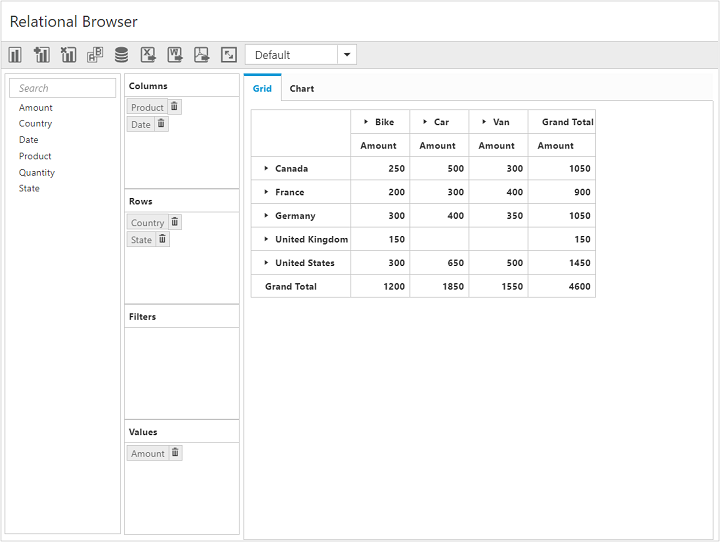 Relational Browser
Default
Search
Amount
Country
Date
Product
Quantity
State
Columns
Product
Date
Rows
Country
State
Filters
Values
Amount
Grid Chart
Bike Car Van Grand Total
Amount Amount Amount Amount
Canada 250 500 300 1050
France 200 300 400 900
Germany 300 400 350 1050
United Kingdom 150 150
United States 300 650 500 1450
Grand Total 1200 1850 1550 4600